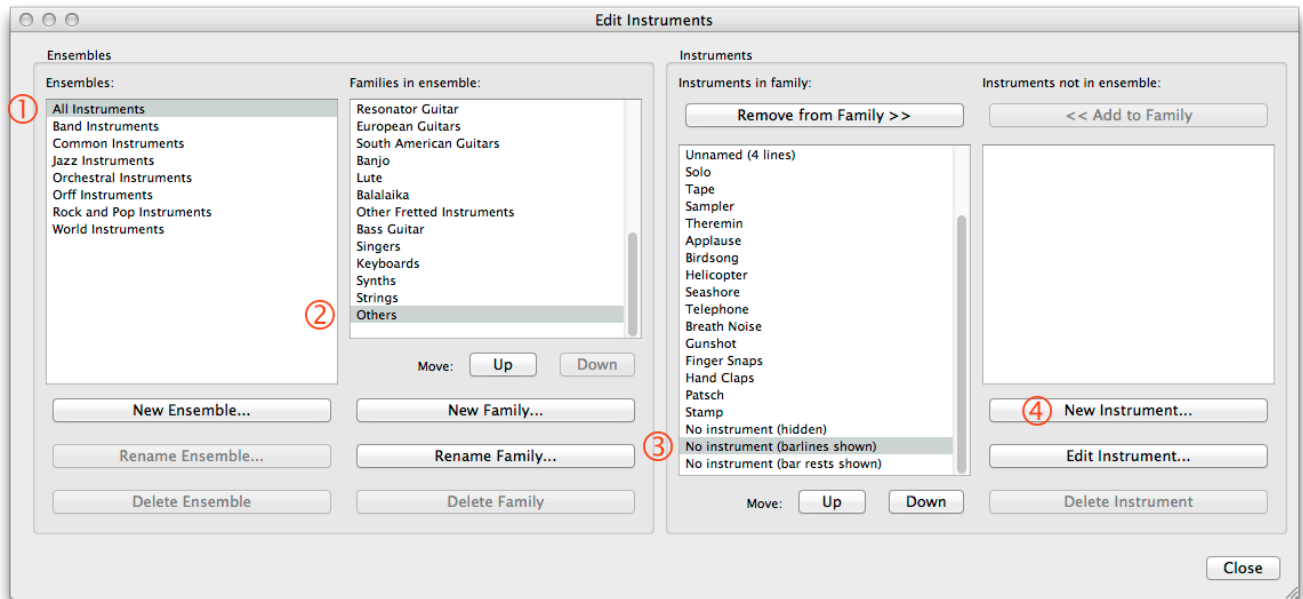 Edit Instruments
Ensembles
Ensembles:
① All Instruments
Band Instruments
Common Instruments
Jazz Instruments
Orchestral Instruments
Orff Instruments
Rock and Pop Instruments
World Instruments
New Ensemble...
Rename Ensemble...
Delete Ensemble
Families in ensemble:
Resonator Guitar
European Guitars
South American Guitars
Banjo
Lute
Balalaika
Other Fretted Instruments
Bass Guitar
Singers
Keyboards
Synths
Strings
② Others
Move: Up Down
New Family...
Rename Family...
Delete Family
Instruments
Instruments in family:
Remove from Family >>
Unnamed (4 lines)
Solo
Tape
Sampler
Theremin
Applause
Birdsong
Helicopter
Seashore
Telephone
Breath Noise
Gunshot
Finger Snaps
Hand Claps
Patsch
Stamp
No instrument (hidden)
③ No instrument (barlines shown)
No instrument (bar rests shown)
Move: Up Down
Instruments not in ensemble:
<< Add to Family
④ New Instrument...
Edit Instrument...
Delete Instrument
Close